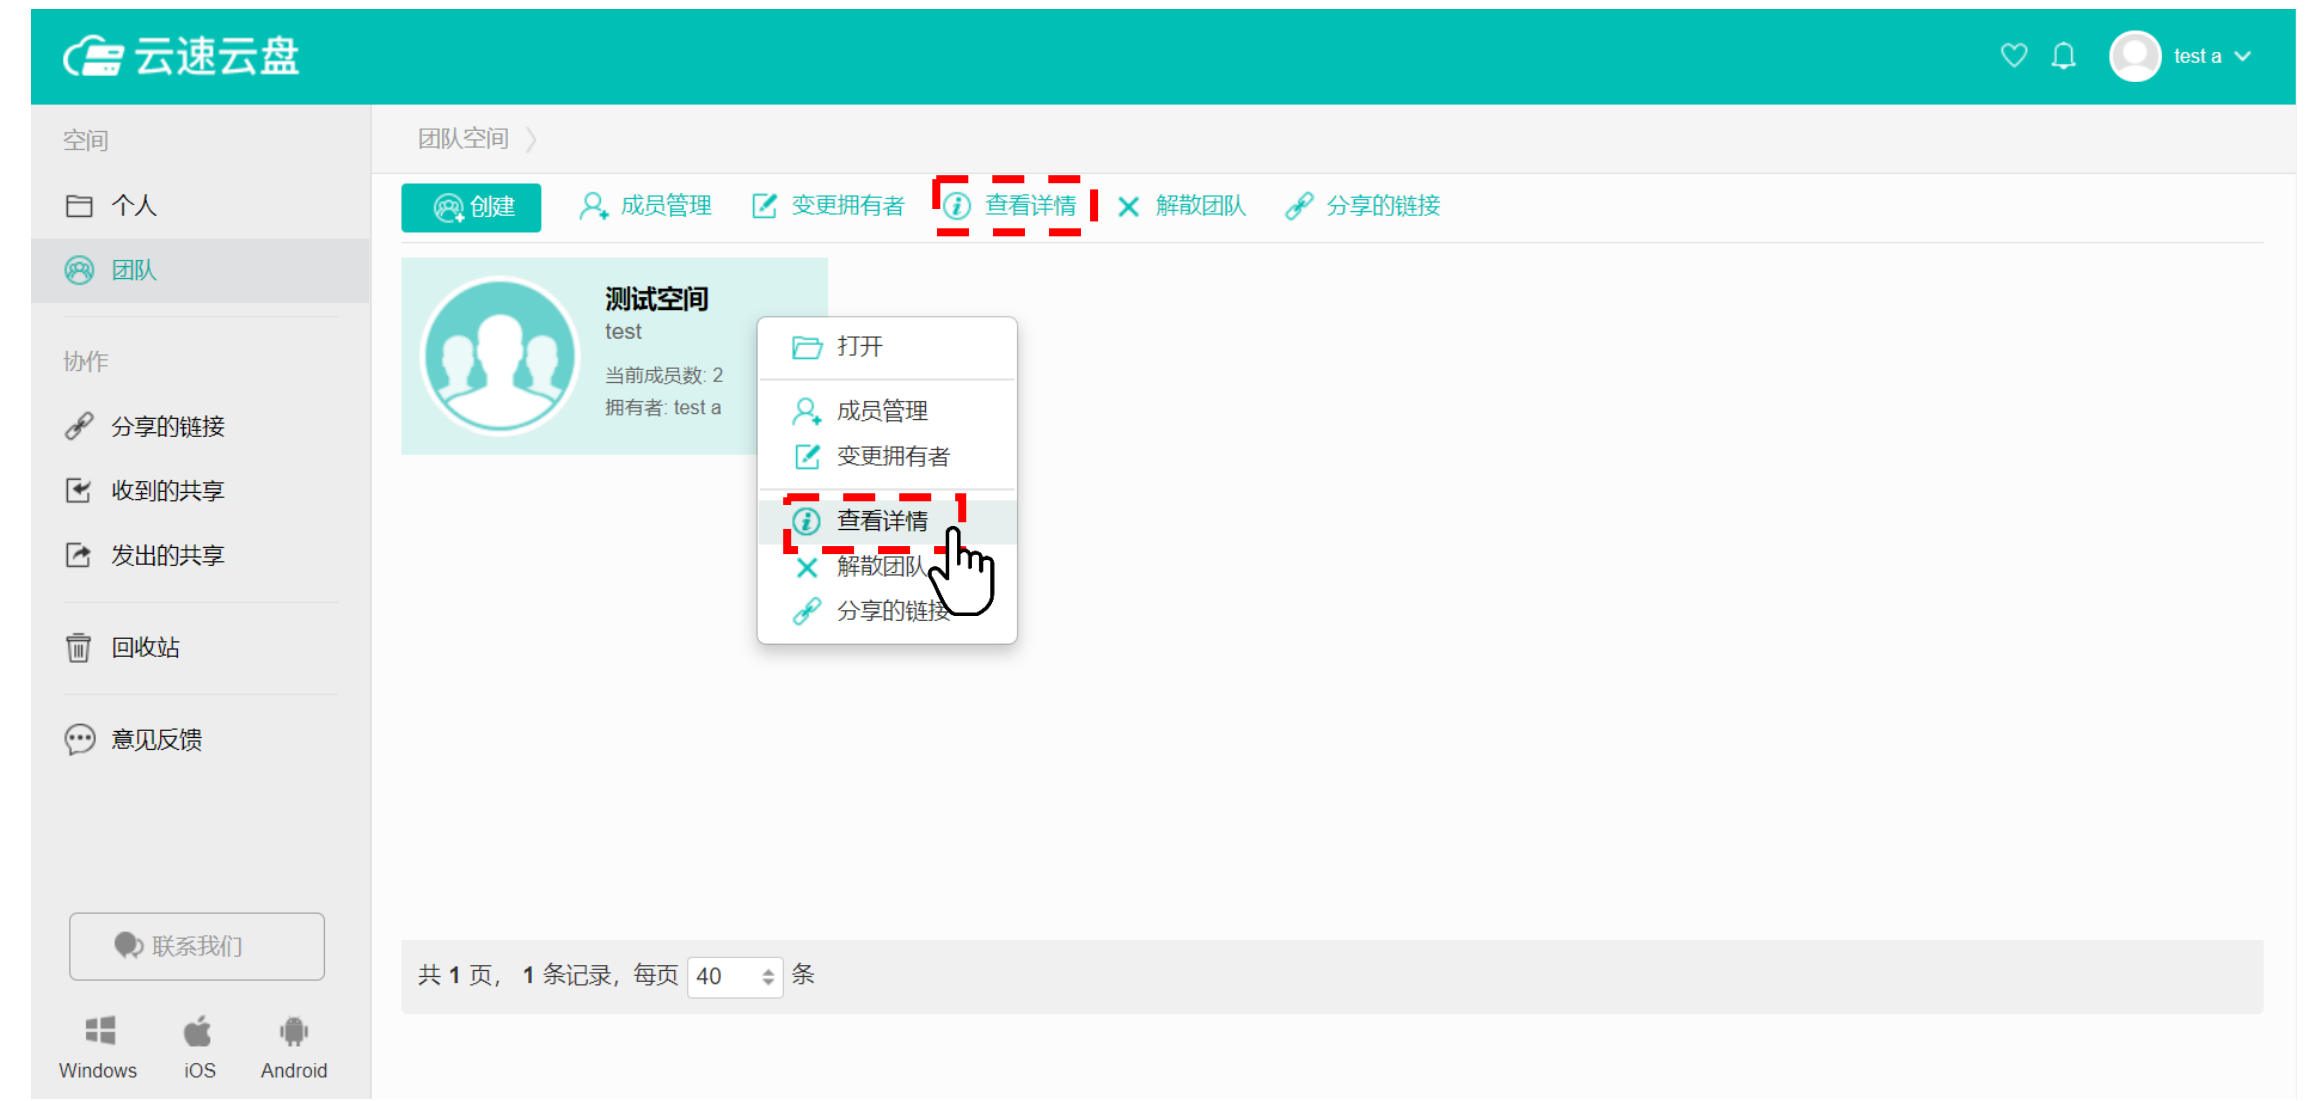 云速云盘
test a
空间
个人
团队
协作
分享的链接
收到的共享
发出的共享
回收站
意见反馈
联系我们
Windows iOS Android
团队空间
创建 成员管理 变更拥有者 查看详情 解散团队 分享的链接
测试空间
test
当前成员数: 2
拥有者: test a
打开
成员管理
变更拥有者
查看详情
解散团队
分享的链接
共 1 页, 1 条记录, 每页 40 条